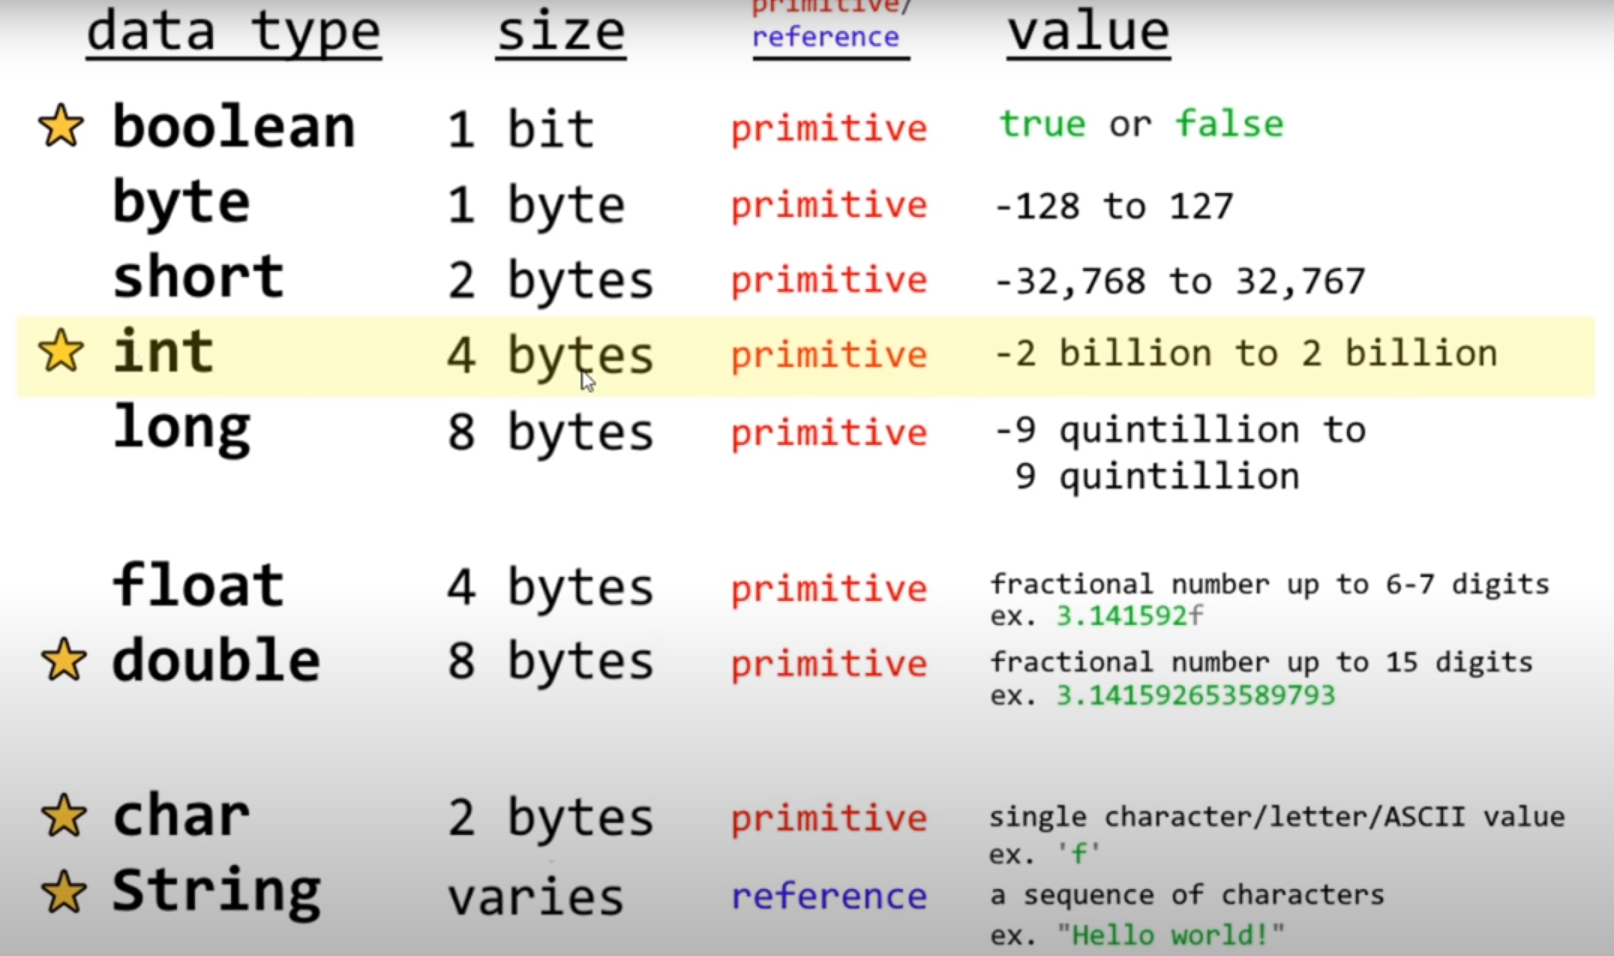 data type size primitive/ value
reference
boolean 1 bit primitive true or false
byte 1 byte primitive -128 to 127
short 2 bytes primitive -32,768 to 32,767
int 4 bytes primitive -2 billion to 2 billion
long 8 bytes primitive -9 quintillion to
9 quintillion
float 4 bytes primitive fractional number up to 6-7 digits
ex. 3.141592f
double 8 bytes primitive fractional number up to 15 digits
ex. 3.141592653589793
char 2 bytes primitive single character/letter/ASCII value
ex. 'f'
String varies reference a sequence of characters
ex. "Hello world!"